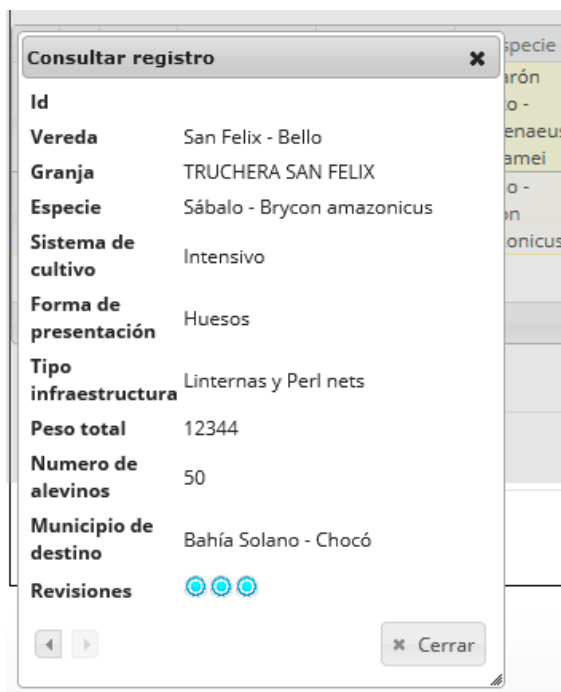 Consultar registro
Id
Vereda San Felix - Bello
Granja TRUCHERA SAN FELIX
Especie Sábalo - Brycon amazonicus
Sistema de
cultivo Intensivo
Forma de
presentación Huesos
Tipo
infraestructura Linternas y Perl nets
Peso total 12344
Numero de
alevinos 50
Municipio de
destino Bahía Solano - Chocó
Revisiones
Cerrar